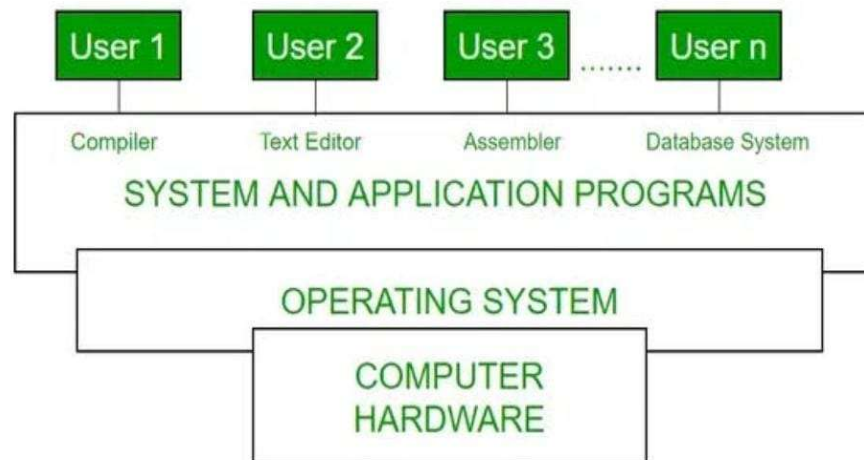 User 1 User 2 User 3 ....... User n
Compiler Text Editor Assembler Database System
SYSTEM AND APPLICATION PROGRAMS
OPERATING SYSTEM
COMPUTER
HARDWARE